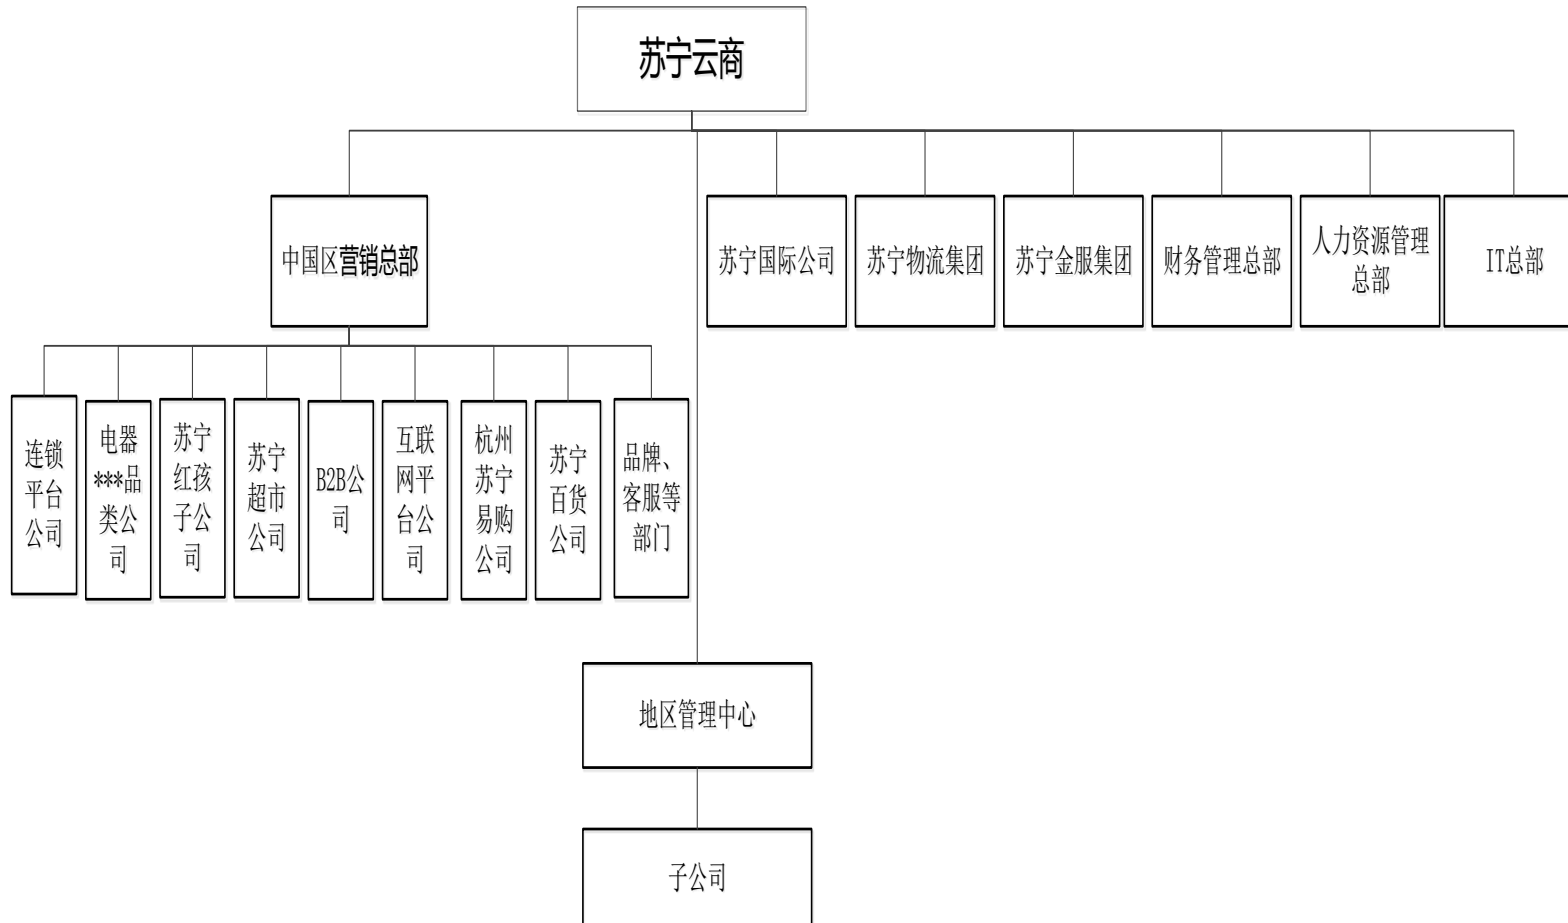 苏宁云商
中国区营销总部
苏宁国际公司
苏宁物流集团
苏宁金服集团
财务管理总部
人力资源管理
总部
IT总部
连锁
平台
公司
电器
***品
类公
司
苏宁
红孩
子公
司
苏宁
超市
公司
B2B公
司
互联
网平
台公
司
杭州
苏宁
易购
公司
苏宁
百货
公司
品牌、
客服等
部门
地区管理中心
子公司